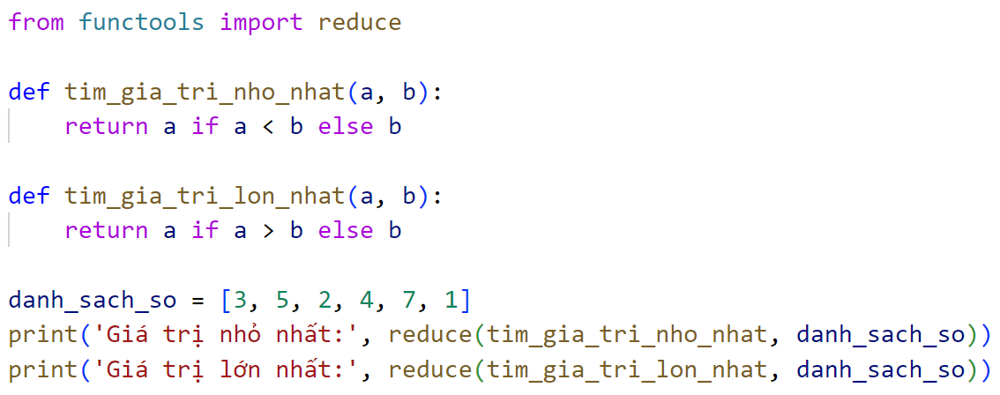 from functools import reduce
def tim_gia_tri_nho_nhat(a, b):
    return a if a < b else b
def tim_gia_tri_lon_nhat(a, b):
    return a if a > b else b
danh_sach_so = [3, 5, 2, 4, 7, 1]
print('Giá trị nhỏ nhất:', reduce(tim_gia_tri_nho_nhat, danh_sach_so))
print('Giá trị lớn nhất:', reduce(tim_gia_tri_lon_nhat, danh_sach_so))